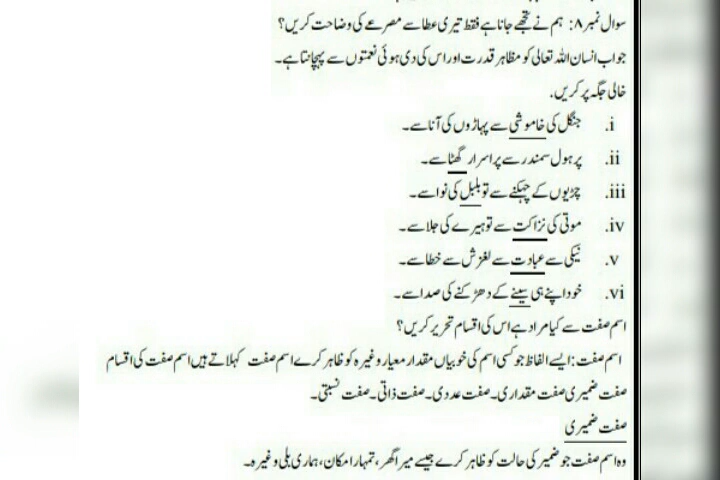 سوال نمبر ۸: ہم نے تجھے جانا ہے فقط تیری عطا سے مصرعے کی وضاحت کریں؟
جواب انسان اللہ تعالی کو مظاہر قدرت اور اس کی دی ہوئی نعمتوں سے پہچانتا ہے۔
خالی جگہ پر کریں.
i. جنگل کی خاموشی سے پہاڑوں کی آنا سے۔
ii. پر ہول سمندر سے پر اسرار گھٹا سے۔
iii. چڑیوں کے چہکنے سے تو بلبل کی نوا سے۔
iv. موتی کی نزاکت سے تو ہیرے کی جلا سے۔
v. نیکی سے عبادت سے لغزش سے خطا سے۔
vi. خود اپنے ہی سینے کے دھڑکنے کی صدا سے۔
اسم صفت سے کیا مراد ہے اس کی اقسام تحریر کریں؟
اسم صفت: ایسے الفاظ جو کسی اسم کی خوبیاں مقدار معیار وغیرہ کو ظاہر کرے اسم صفت کہلاتے ہیں اسم صفت کی اقسام
صفت ضمیری صفت مقداری۔ صفت عددی۔ صفت ذاتی۔ صفت نسبتی۔
صفت ضمیری
وہ اسم صفت جو ضمیر کی حالت کو ظاہر کرے جیسے میرا گھر، تمہارا مکان، ہماری بلی وغیرہ۔